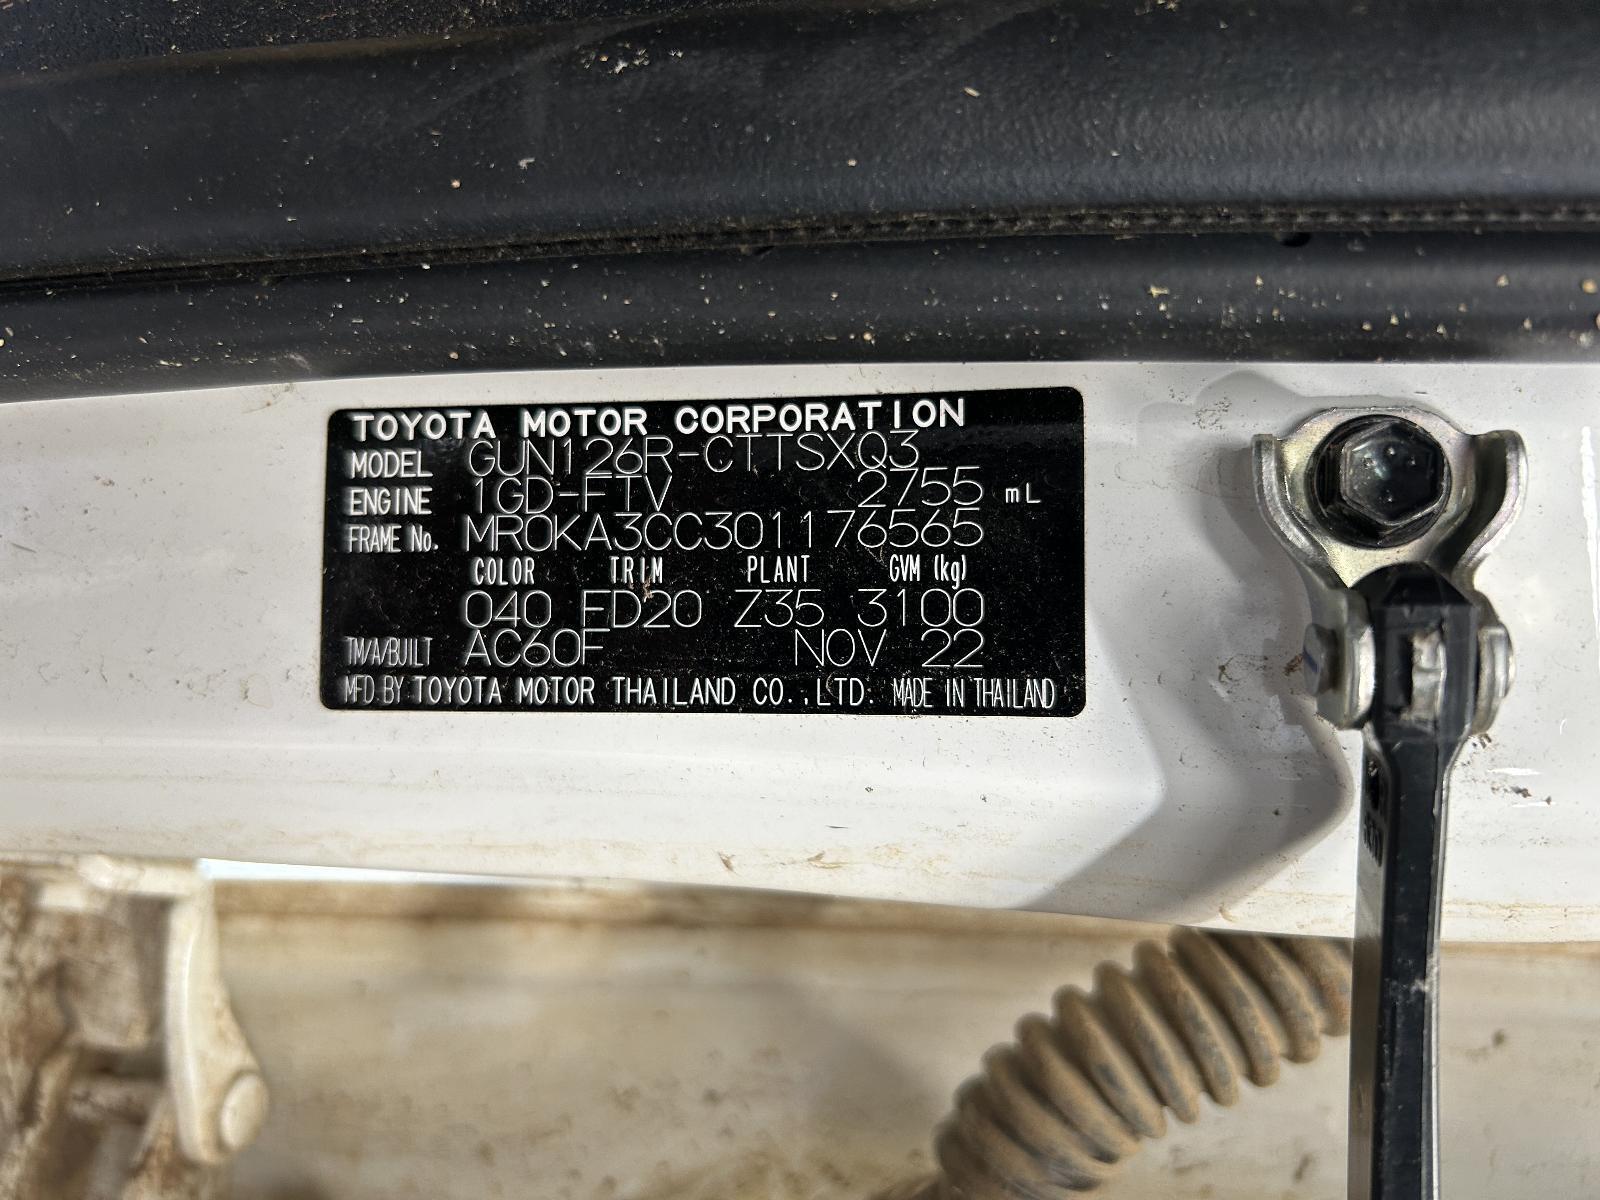 TOYOTA MOTOR CORPORATION
MODEL GUN126R-CTTSXQ3
ENGINE 1GD-FTV 2755 mL
FRAME No. MR0KA3CC301176565
COLOR TRIM PLANT GVM (kg)
040 FD20 Z35 3100
TM/A/BUILT AC60F NOV 22
MFD. BY TOYOTA MOTOR THAILAND CO., LTD. MADE IN THAILAND